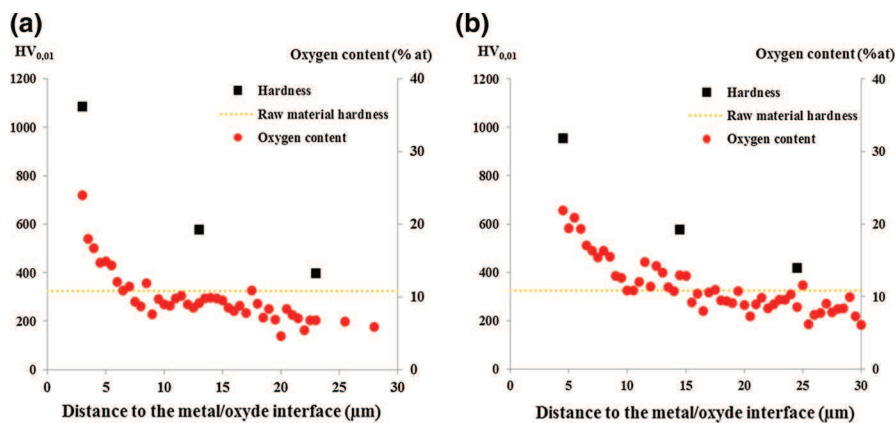 (a)
HV0,01
Oxygen content (% at)
1200
1000
800
600
400
200
0
40
30
20
10
0
Hardness
Raw material hardness
Oxygen content
0 5 10 15 20 25 30
Distance to the metal/oxyde interface (µm)
(b)
HV0,01
Oxygen content (%at)
1200
1000
800
600
400
200
0
40
30
20
10
0
Hardness
Raw material hardness
Oxygen content
0 5 10 15 20 25 30
Distance to the metal/oxyde interface (µm)